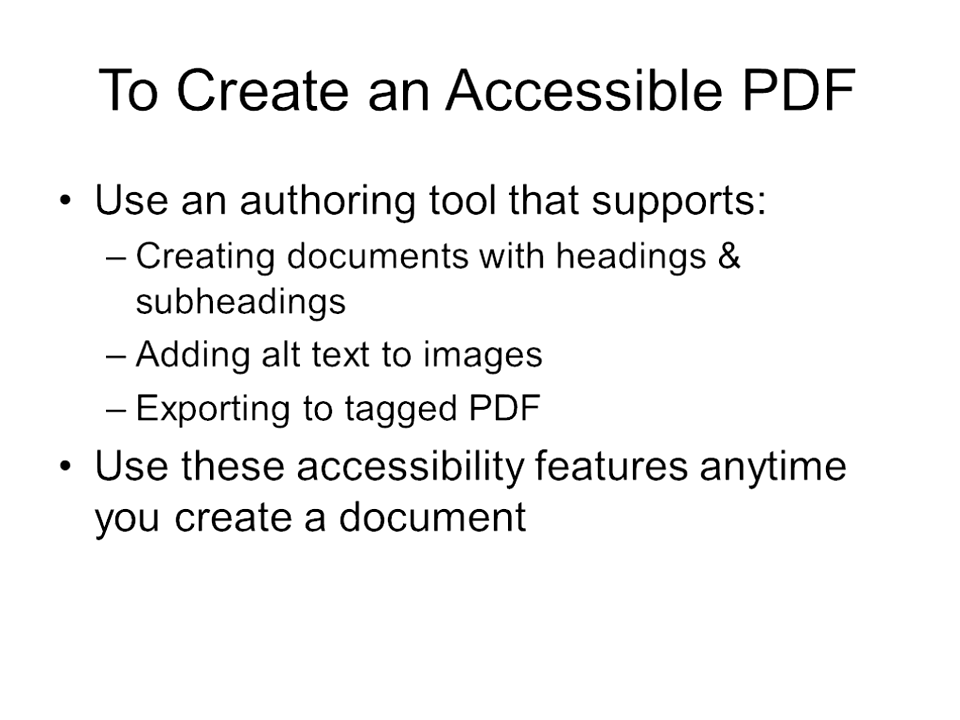 To Create an Accessible PDF
• Use an authoring tool that supports:
– Creating documents with headings &
subheadings
– Adding alt text to images
– Exporting to tagged PDF
• Use these accessibility features anytime
you create a document